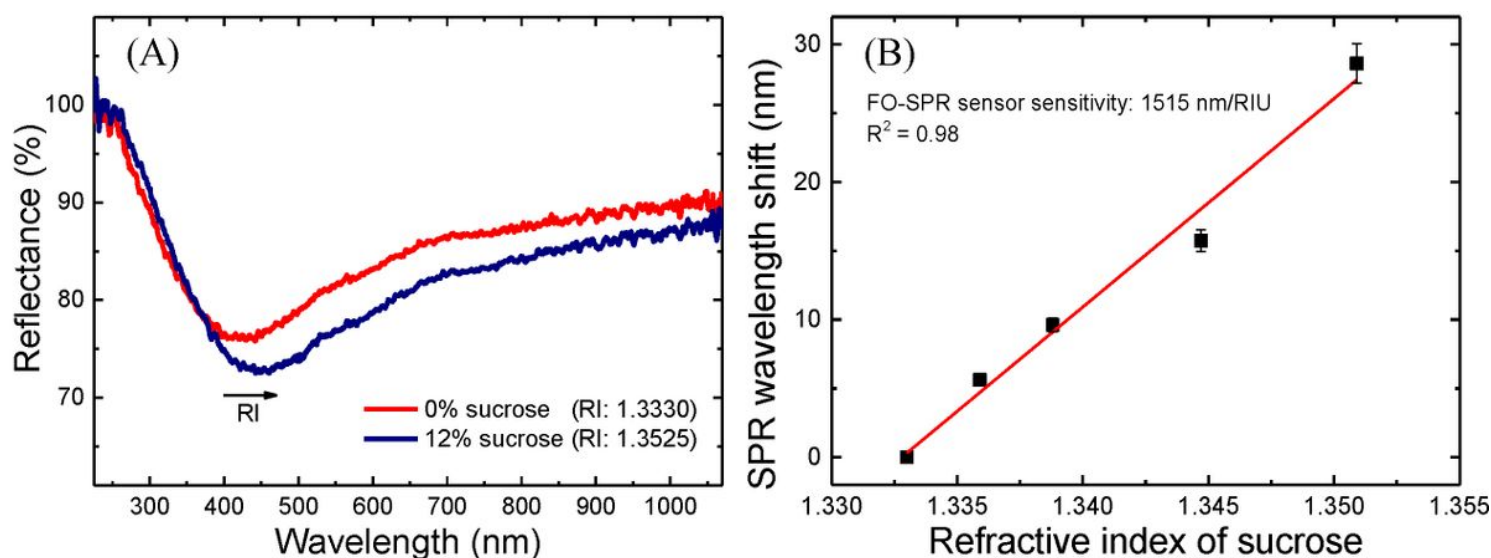 (A)
Reflectance (%)
100
90
80
70
RI
0% sucrose (RI: 1.3330)
12% sucrose (RI: 1.3525)
300 400 500 600 700 800 900 1000
Wavelength (nm)
(B)
SPR wavelength shift (nm)
30
20
10
0
FO-SPR sensor sensitivity: 1515 nm/RIU
R² = 0.98
1.330 1.335 1.340 1.345 1.350 1.355
Refractive index of sucrose